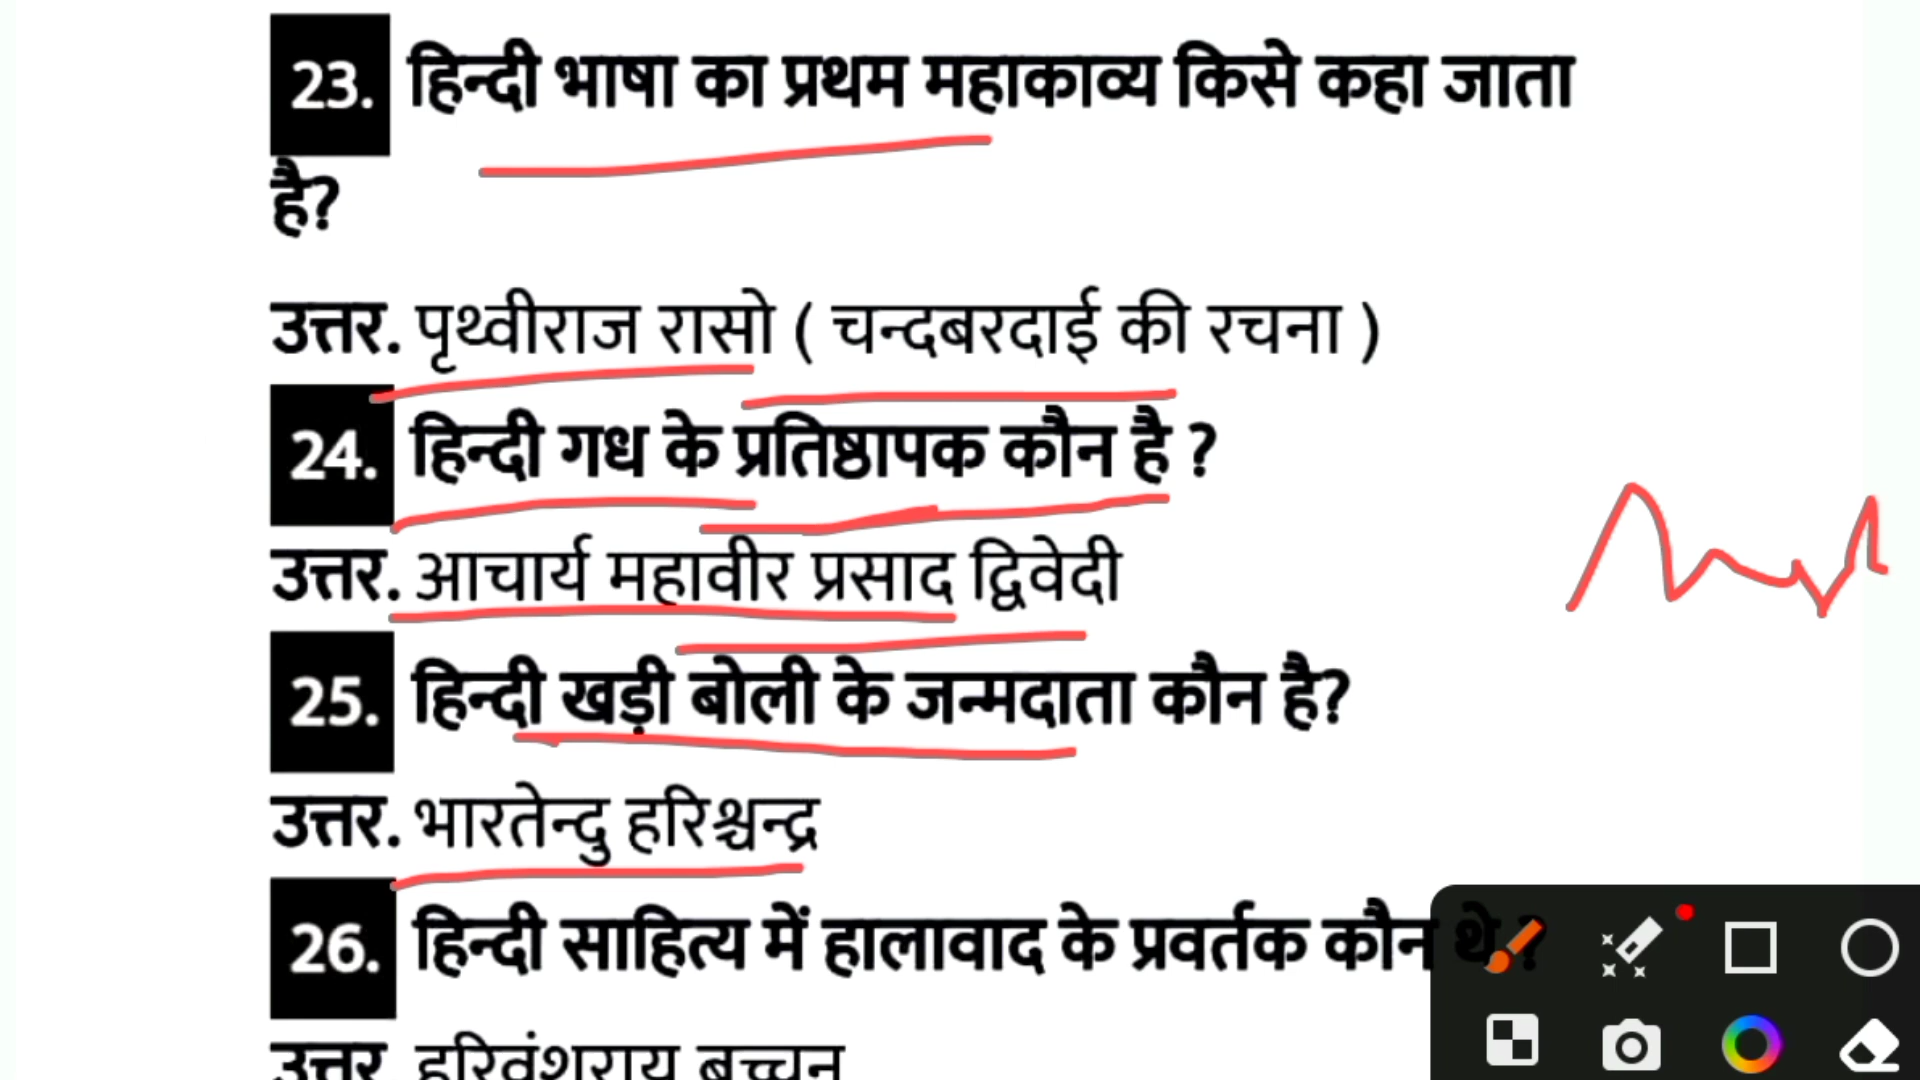 23. हिन्दी भाषा का प्रथम महाकाव्य किसे कहा जाता
है?
उत्तर. पृथ्वीराज रासो ( चन्दबरदाई की रचना )
24. हिन्दी गध के प्रतिष्ठापक कौन है ?
उत्तर. आचार्य महावीर प्रसाद द्विवेदी
25. हिन्दी खड़ी बोली के जन्मदाता कौन है?
उत्तर. भारतेन्दु हरिश्चन्द्र
26. हिन्दी साहित्य में हालावाद के प्रवर्तक कौन थे ?
उत्तर. हरिवंशराय बच्चन